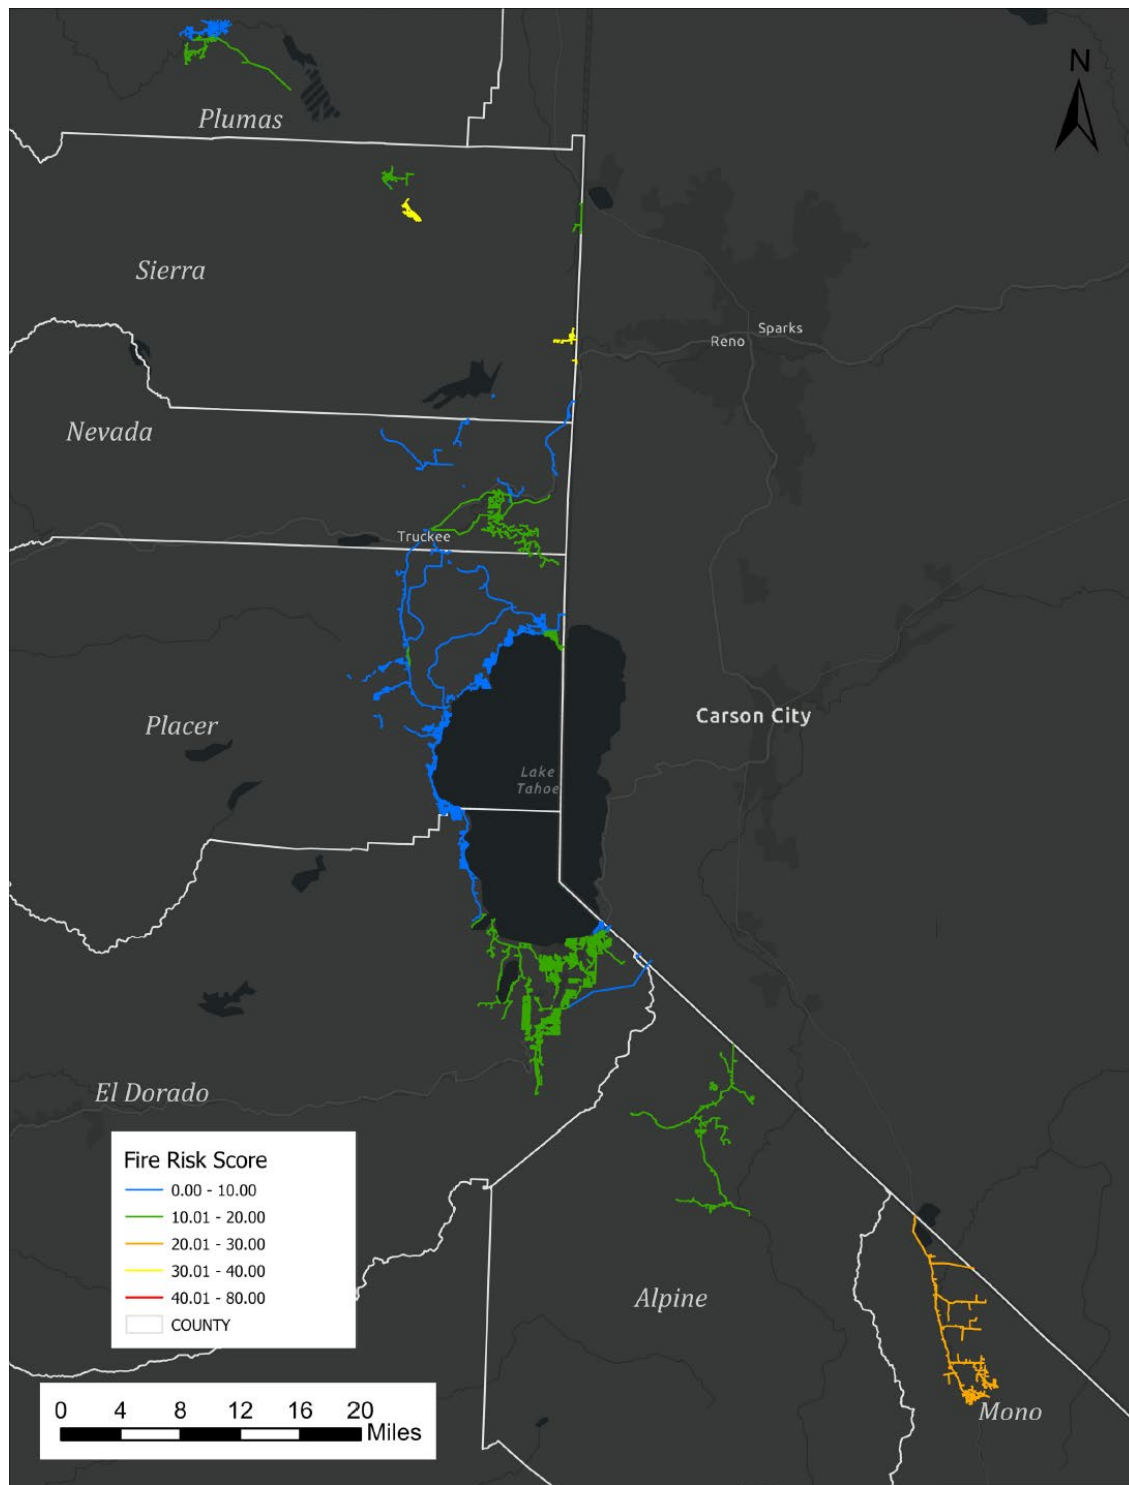 N
Plumas
Sierra
Sparks
Reno
Nevada
Truckee
Placer
Carson City
Lake
Tahoe
El Dorado
Fire Risk Score
0.00 - 10.00
10.01 - 20.00
20.01 - 30.00
30.01 - 40.00
40.01 - 80.00
COUNTY
Alpine
Mono
0 4 8 12 16 20
Miles